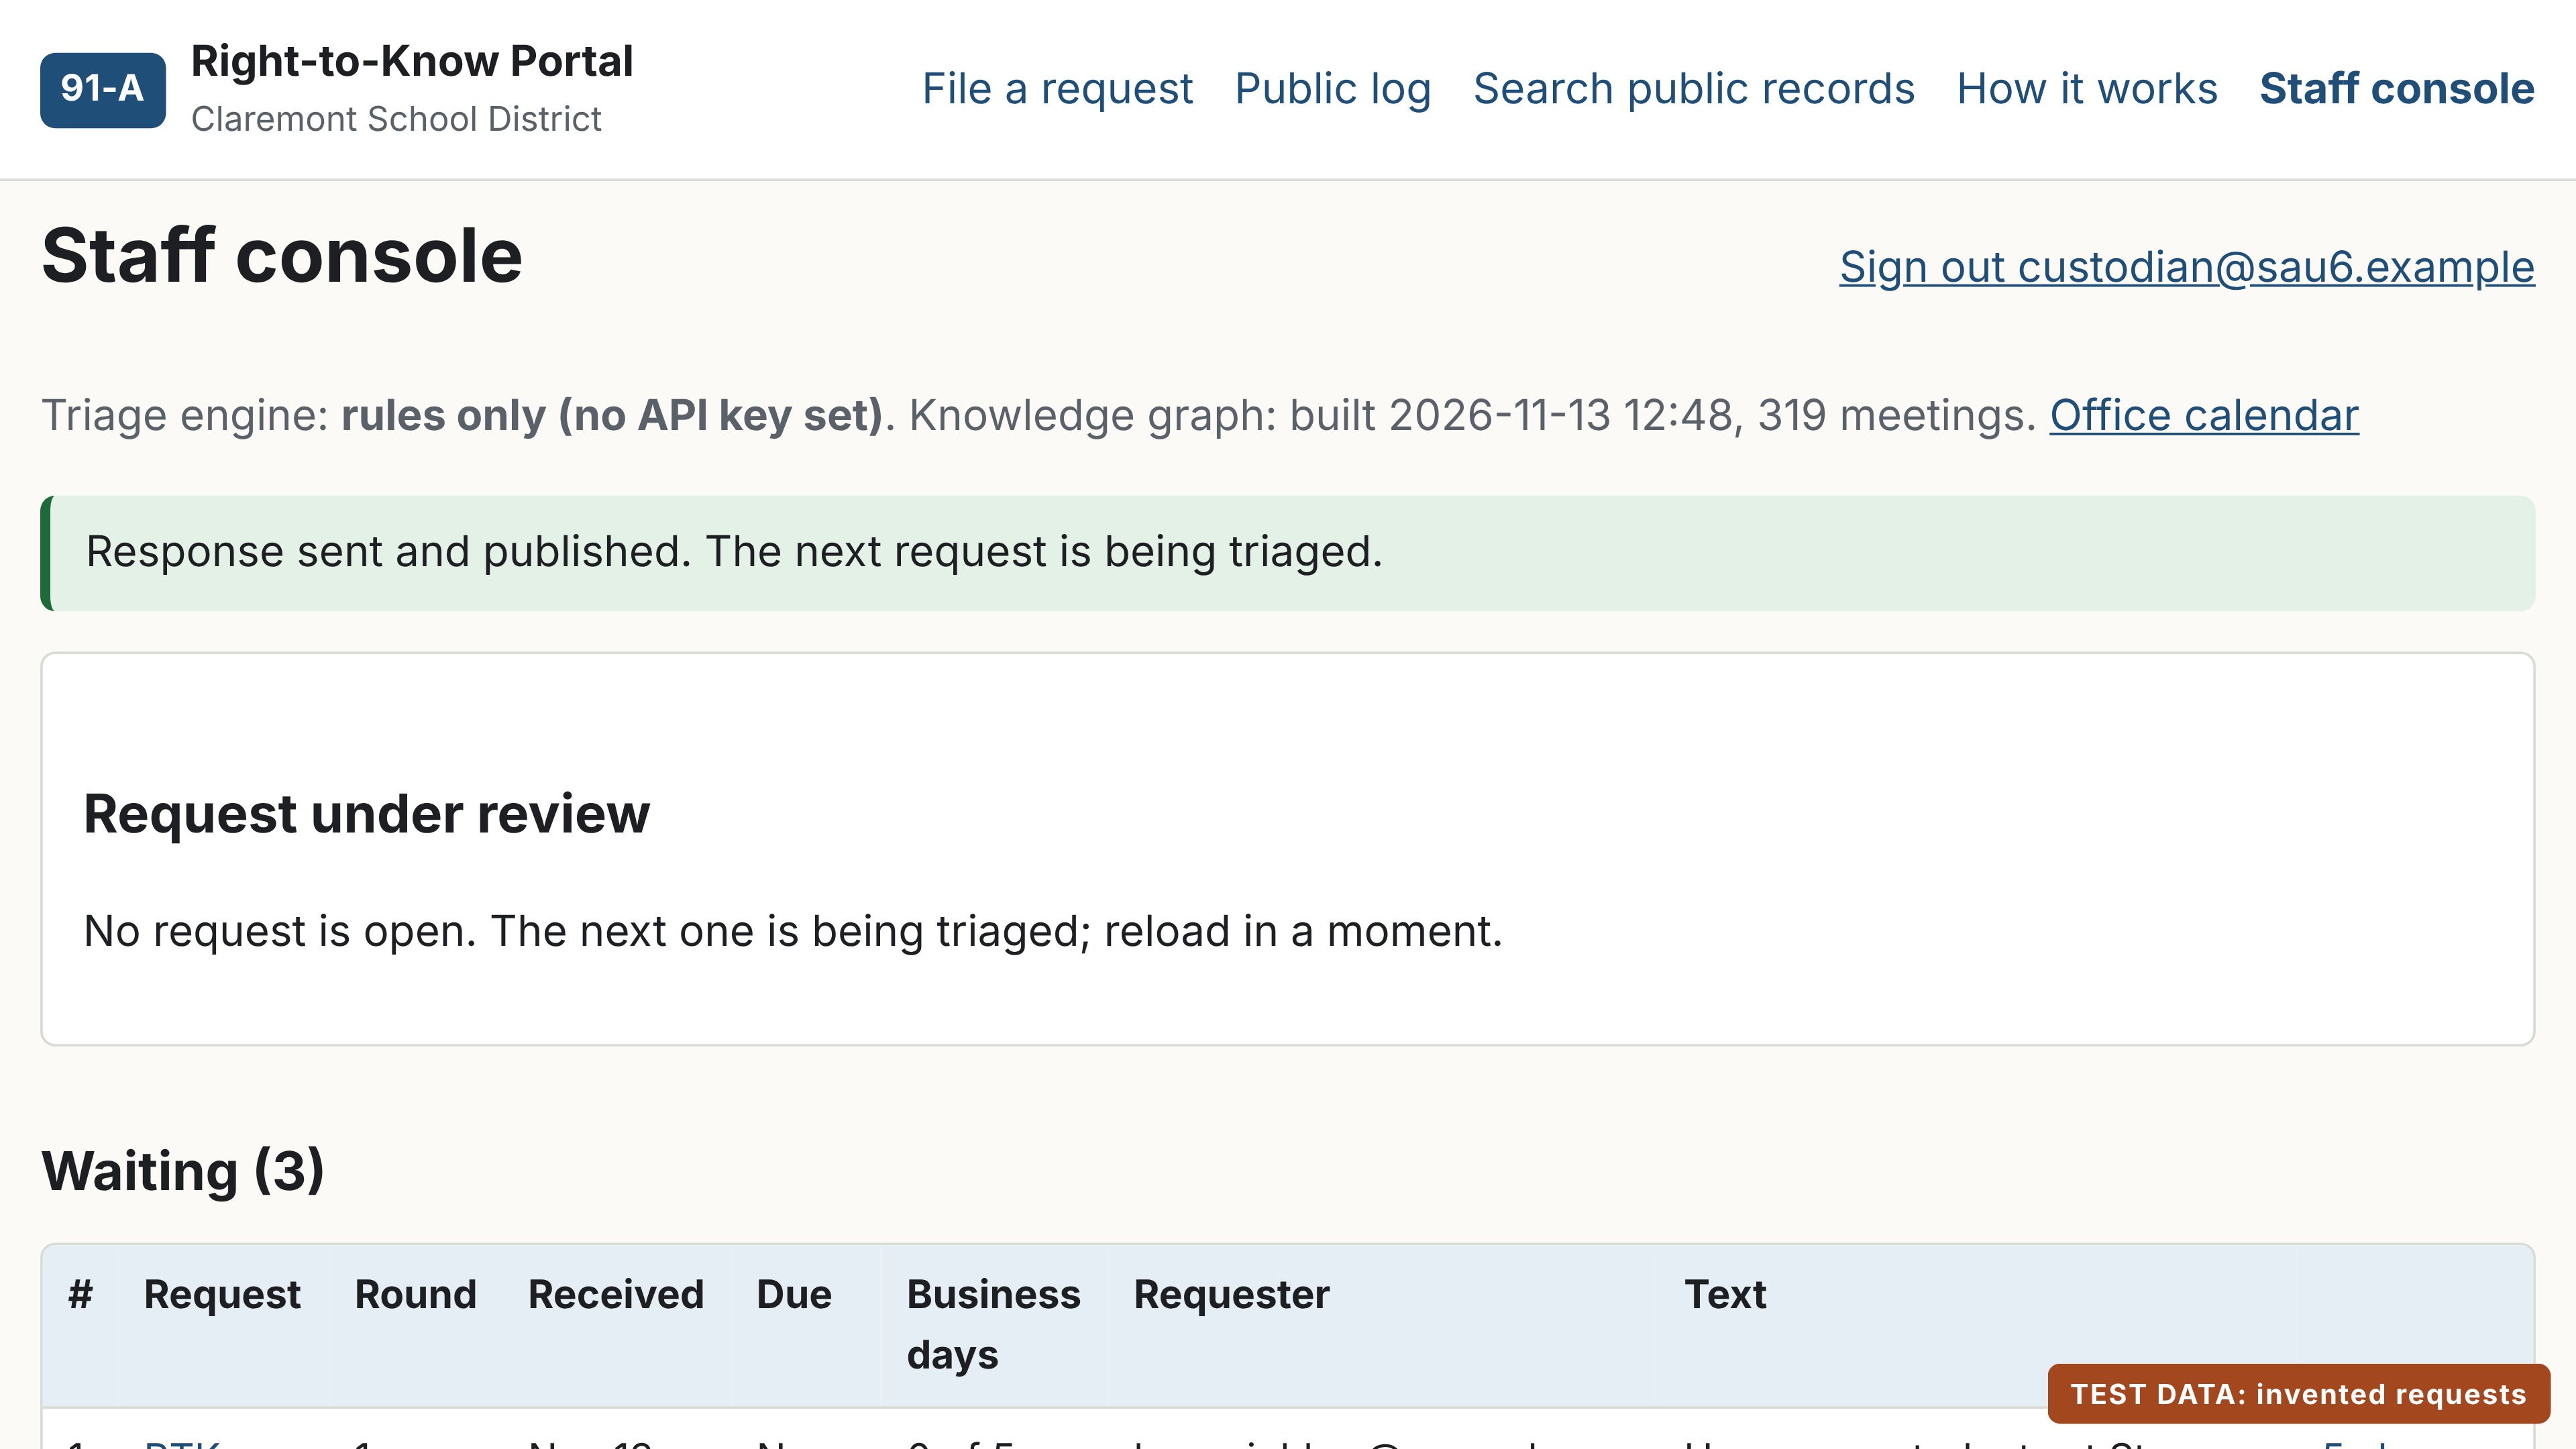 91-A
Right-to-Know Portal
Claremont School District
File a request
Public log
Search public records
How it works
Staff console
Staff console
Sign out custodian@sau6.example
Triage engine: rules only (no API key set). Knowledge graph: built 2026-11-13 12:48, 319 meetings. Office calendar
Response sent and published. The next request is being triaged.
Request under review
No request is open. The next one is being triaged; reload in a moment.
Waiting (3)
# Request Round Received Due Business days Requester Text
TEST DATA: invented requests